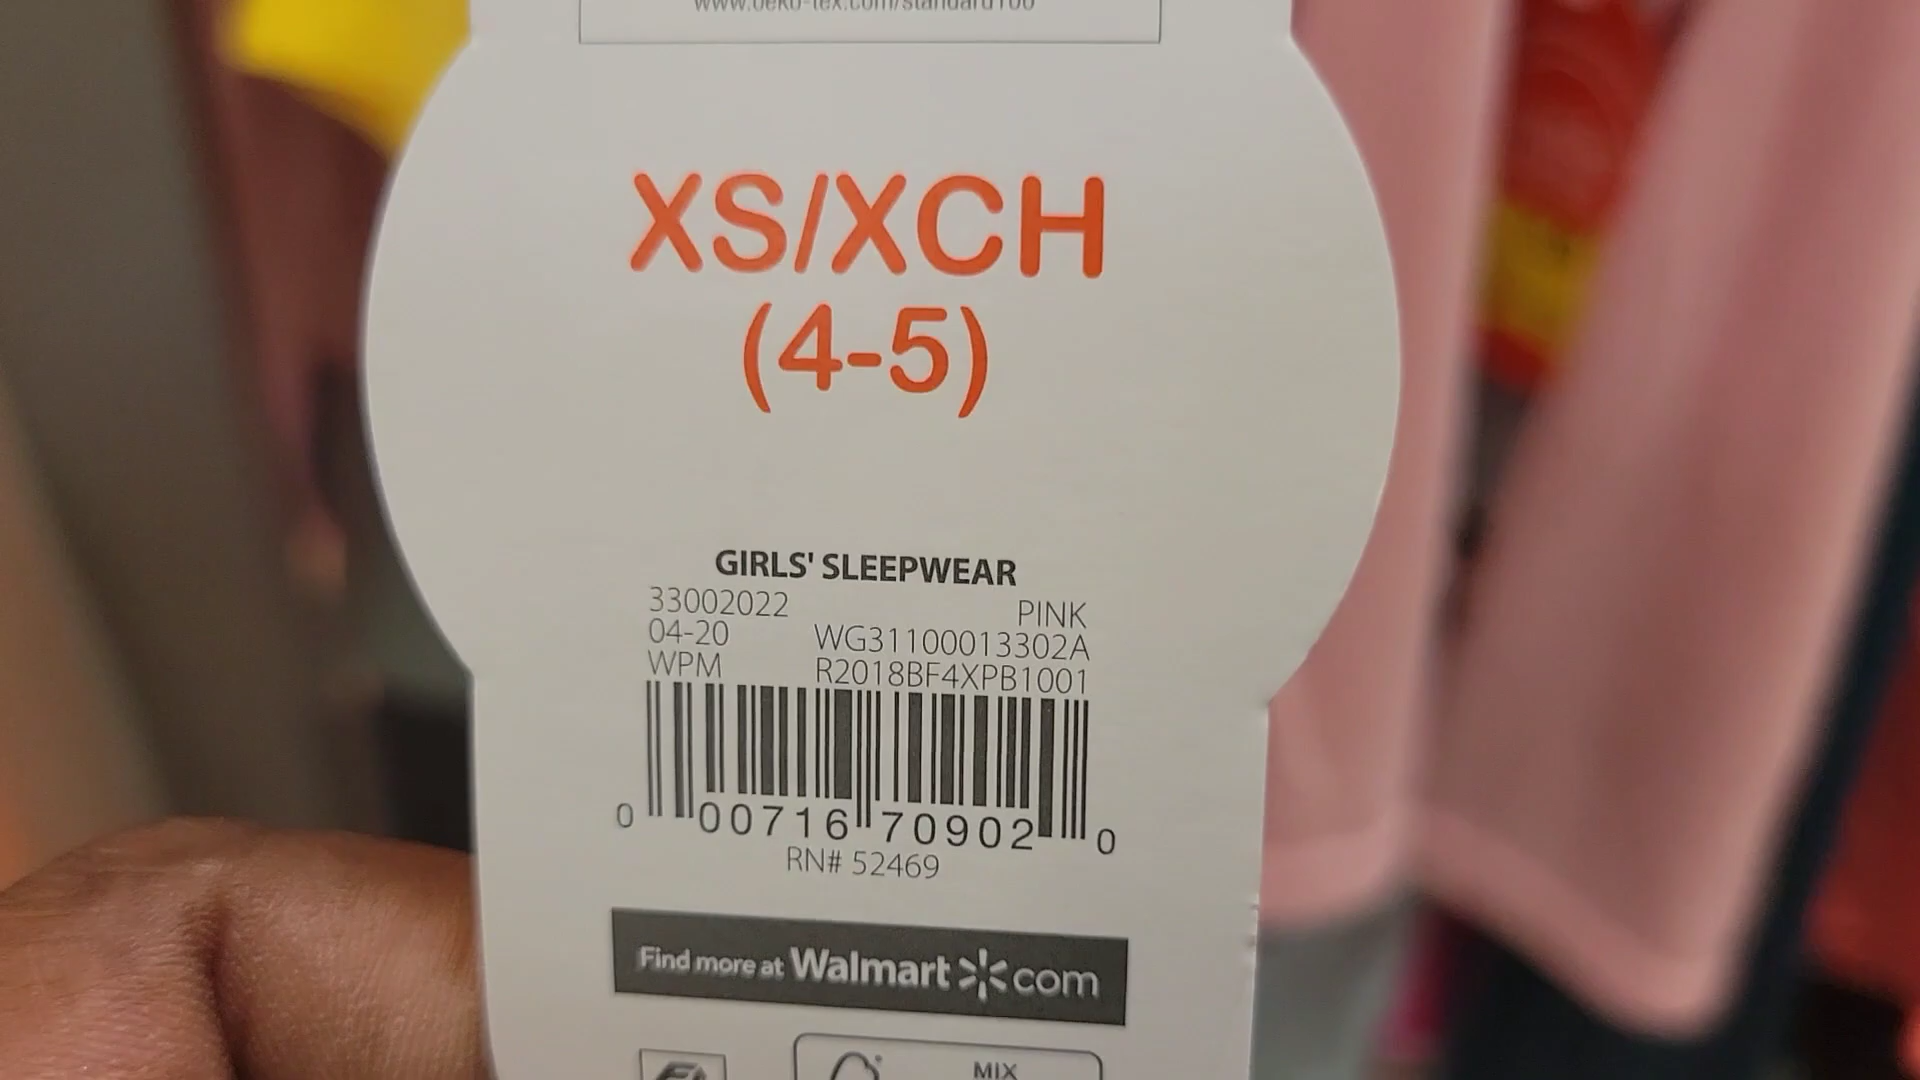 www.oeko-tex.com/standard100
XS/XCH
(4-5)
GIRLS' SLEEPWEAR
33002022 PINK
04-20 WG31100013302A
WPM R2018BF4XPB1001
0 00716 70902 0
RN# 52469
Find more at Walmart com
MIX